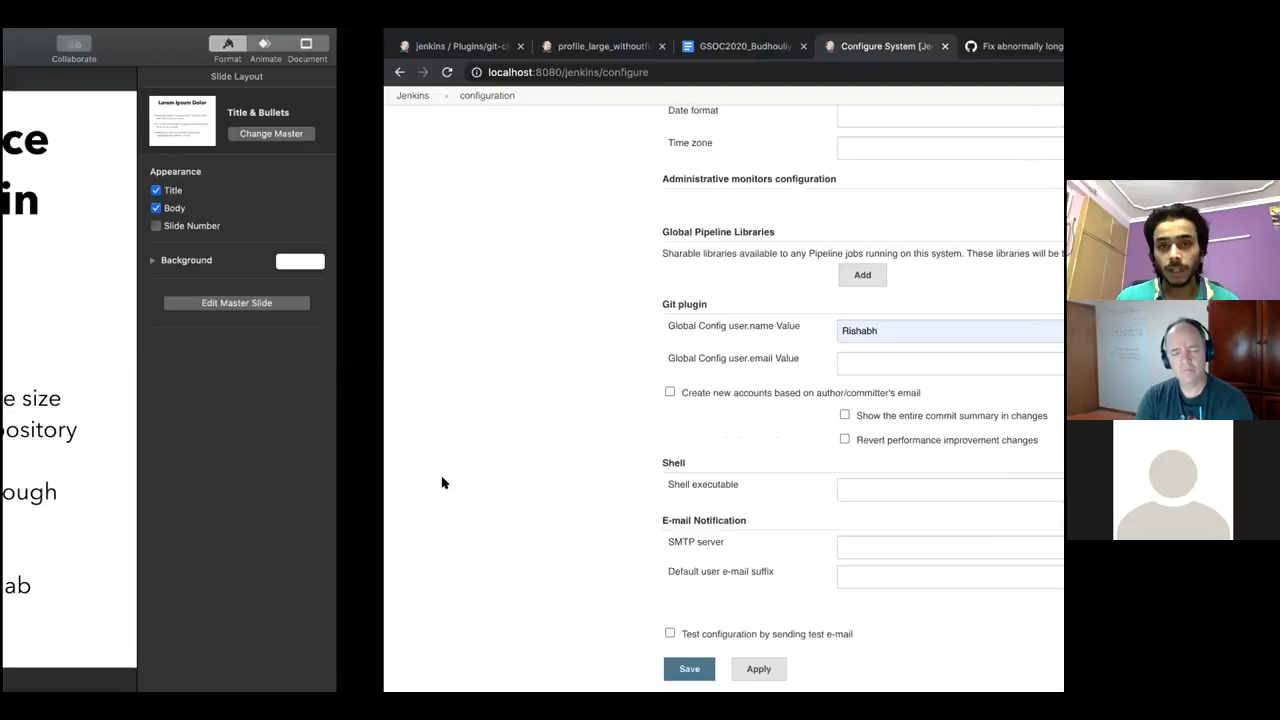 ce
in
e size
pository
ough
ab
Collaborate
Format
Animate
Document
Slide Layout
Title & Bullets
Change Master
Appearance
Title
Body
Slide Number
Background
Edit Master Slide
jenkins / Plugins/git-cl
profile_large_withoutf
GSOC2020_Budhouliy
Configure System [Je
Fix abnormally long
localhost:8080/jenkins/configure
Jenkins
configuration
Date format
Time zone
Administrative monitors configuration
Global Pipeline Libraries
Sharable libraries available to any Pipeline jobs running on this system. These libraries will be t
Add
Git plugin
Global Config user.name Value
Rishabh
Global Config user.email Value
Create new accounts based on author/committer's email
Show the entire commit summary in changes
Revert performance improvement changes
Shell
Shell executable
E-mail Notification
SMTP server
Default user e-mail suffix
Test configuration by sending test e-mail
Save
Apply